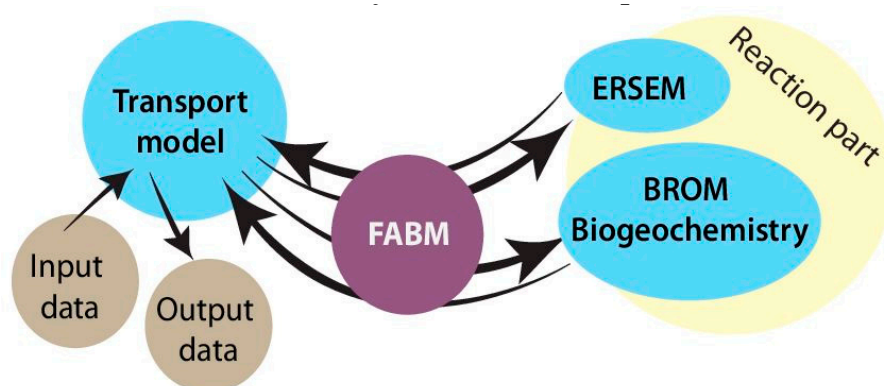 Transport
model
Input
data
Output
data
FABM
ERSEM
BROM
Biogeochemistry
Reaction part